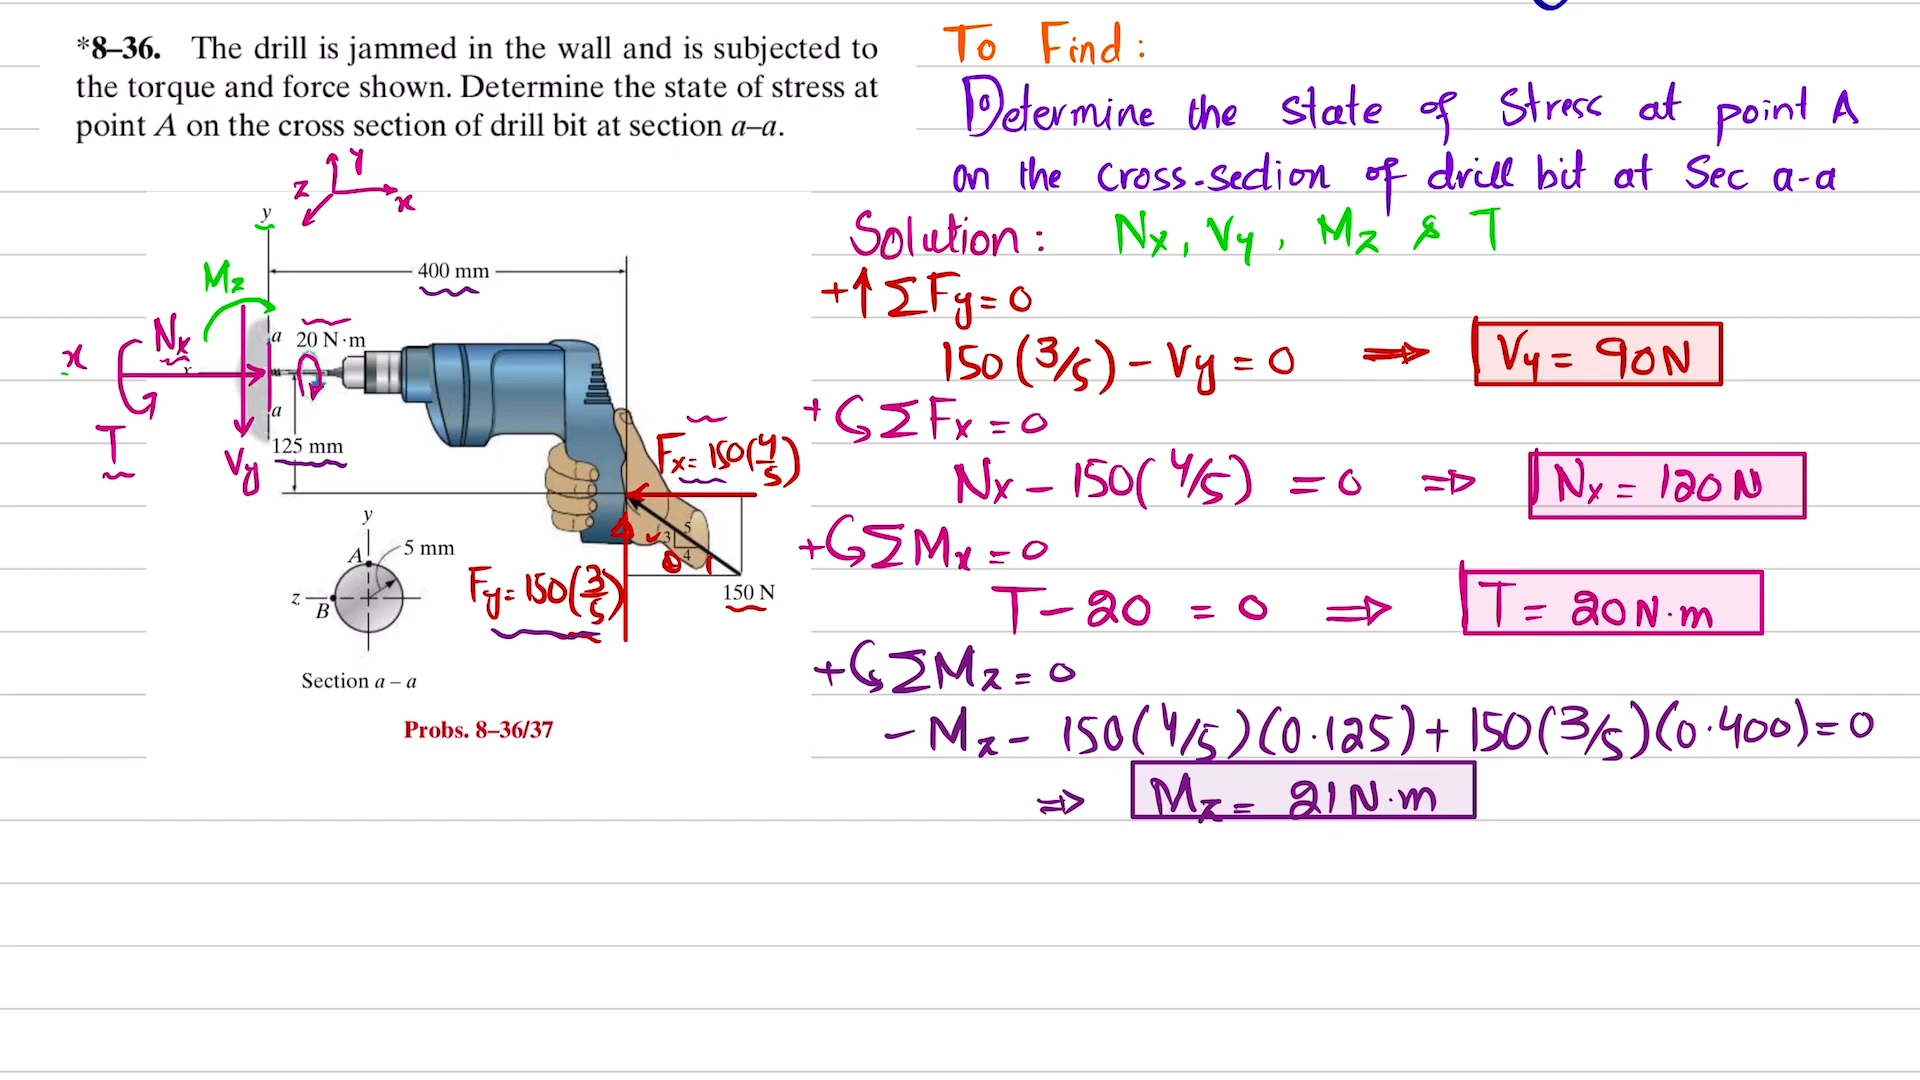 *8–36. The drill is jammed in the wall and is subjected to
the torque and force shown. Determine the state of stress at
point A on the cross section of drill bit at section a–a.
y
x
z
y
400 mm
Mz
Nx
x
a
20 N·m
a
T
Vy
125 mm
Fx= 150(4/5)
5
3
4
150 N
Fy= 150(3/5)
y
A
5 mm
z
B
Section a – a
Probs. 8–36/37
To Find :
Determine the state of Stress at point A
on the cross-section of drill bit at Sec a-a
Solution : Nx, Vy, Mz & T
+↑ΣFy=0
150(3/5) – Vy = 0 ⇒ Vy = 90N
+ ΣFx = 0
Nx – 150(4/5) = 0 ⇒ Nx = 120N
+ ΣMx = 0
T – 20 = 0 ⇒ T = 20N·m
+ ΣMz = 0
– Mz – 150(4/5)(0.125) + 150(3/5)(0.400) = 0
⇒ Mz = 21N·m